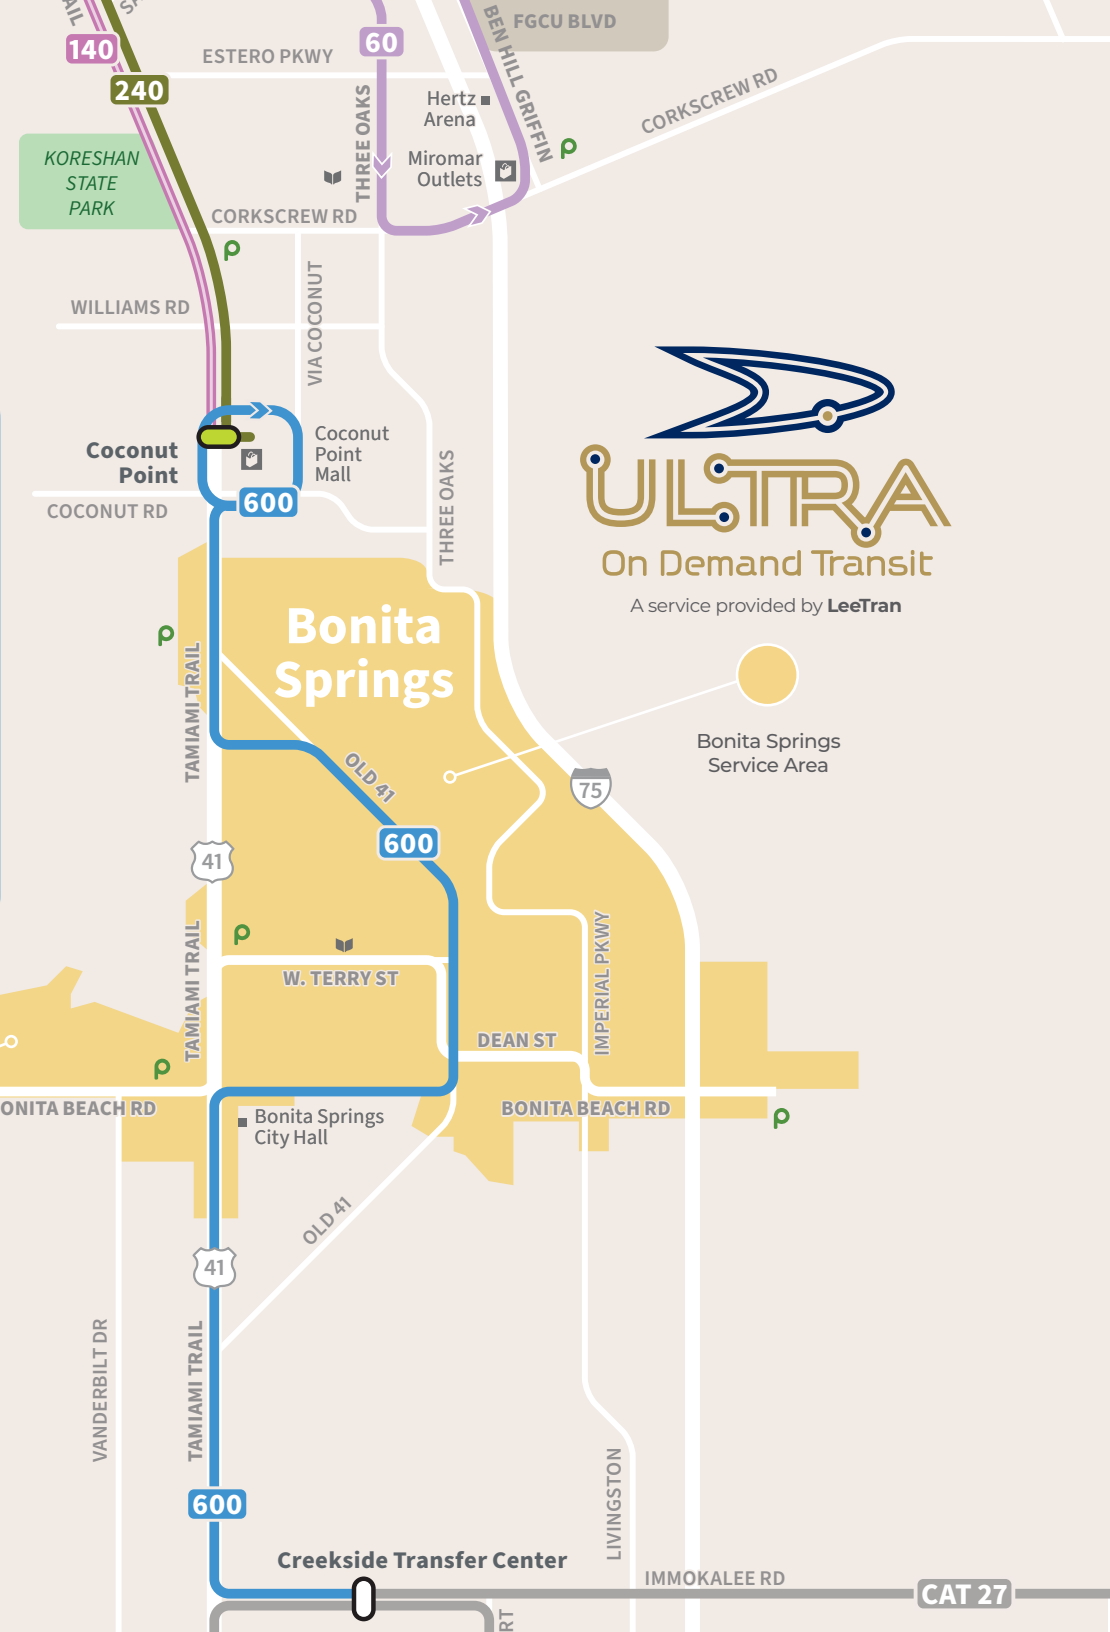 AIL
SA
BEN HILL GRIFFIN
FGCU BLVD
140
60
ESTERO PKWY
240
THREE OAKS
Hertz
Arena
CORKSCREW RD
KORESHAN
STATE
PARK
Miromar
Outlets
CORKSCREW RD
WILLIAMS RD
VIA COCONUT
Coconut
Point
Coconut
Point
Mall
600
COCONUT RD
THREE OAKS
ULTRA
On Demand Transit
A service provided by LeeTran
Bonita
Springs
TAMIAMI TRAIL
OLD 41
Bonita Springs
Service Area
75
600
41
TAMIAMI TRAIL
W. TERRY ST
IMPERIAL PKWY
DEAN ST
ONITA BEACH RD
BONITA BEACH RD
Bonita Springs
City Hall
OLD 41
41
VANDERBILT DR
TAMIAMI TRAIL
LIVINGSTON
600
Creekside Transfer Center
IMMOKALEE RD
CAT 27
RT